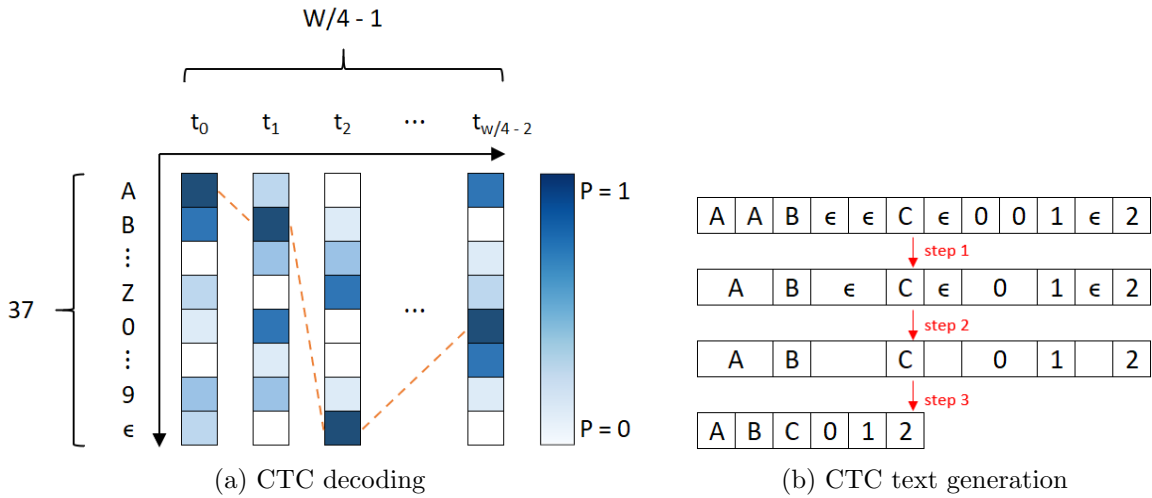 W/4 - 1
t0 t1 t2 ... tw/4 - 2
A
B
⋮
Z
0
⋮
9
ϵ
37
...
P = 1
P = 0
(a) CTC decoding
A A B ϵ ϵ C ϵ 0 0 1 ϵ 2
step 1
A B ϵ C ϵ 0 1 ϵ 2
step 2
A B C 0 1 2
step 3
A B C 0 1 2
(b) CTC text generation